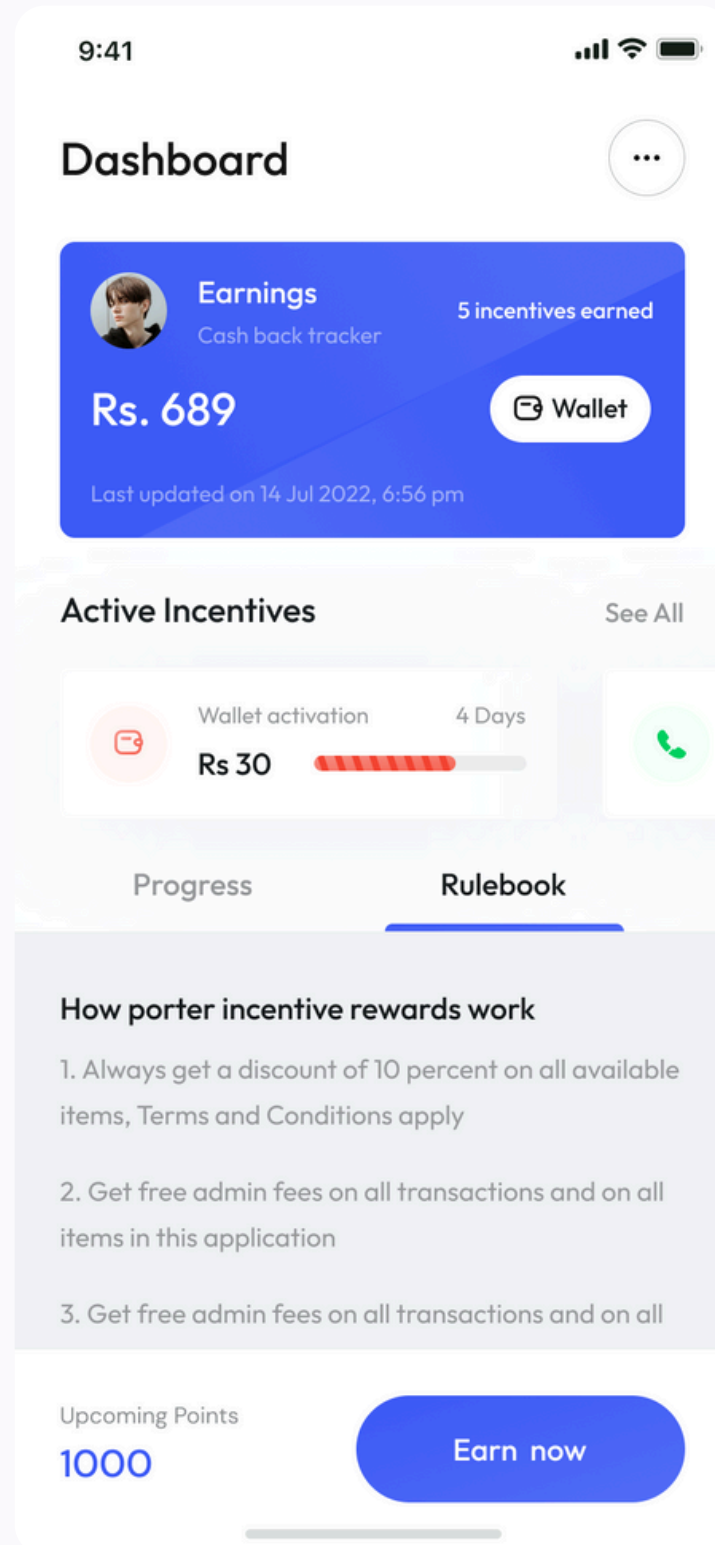 9:41
Dashboard
Earnings
5 incentives earned
Cash back tracker
Rs. 689
Wallet
Last updated on 14 Jul 2022, 6:56 pm
Active Incentives
See All
Wallet activation
4 Days
Rs 30
Progress
Rulebook
How porter incentive rewards work
1. Always get a discount of 10 percent on all available
items, Terms and Conditions apply
2. Get free admin fees on all transactions and on all
items in this application
3. Get free admin fees on all transactions and on all
Upcoming Points
1000
Earn now